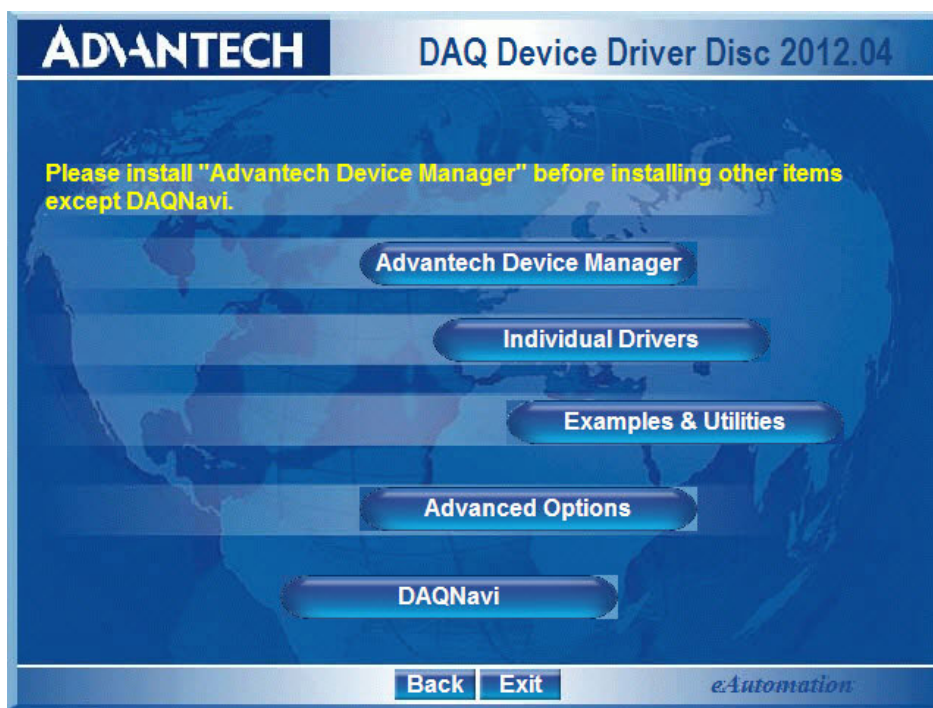 ADVANTECH
DAQ Device Driver Disc 2012.04
Please install "Advantech Device Manager" before installing other items
except DAQNavi.
Advantech Device Manager
Individual Drivers
Examples & Utilities
Advanced Options
DAQNavi
Back Exit
eAutomation